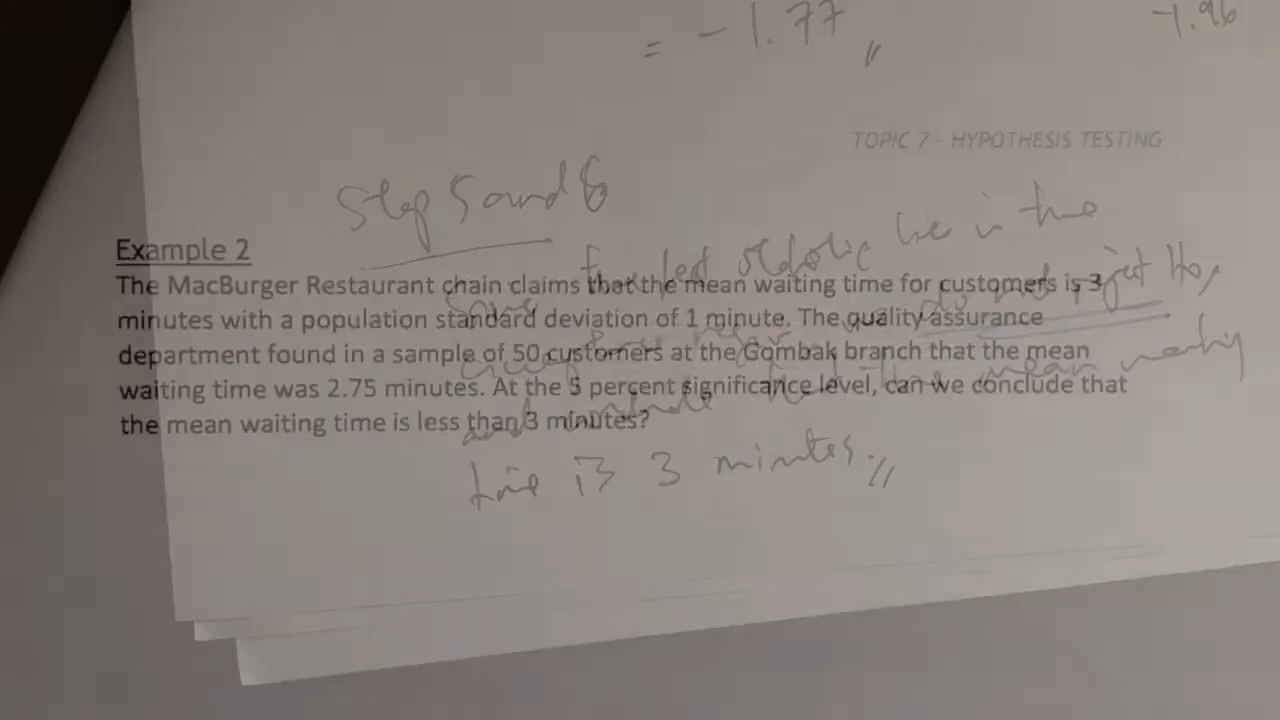 = -1.77 -1.96
TOPIC 7 - HYPOTHESIS TESTING
Step 5 and 6
Example 2
lie in the
The MacBurger Restaurant chain claims that the mean waiting time for customers is 3
minutes with a population standard deviation of 1 minute. The quality assurance
department found in a sample of 50 customers at the Gombak branch that the mean
waiting time was 2.75 minutes. At the 5 percent significance level, can we conclude that
the mean waiting time is less than 3 minutes?
time is 3 minutes.